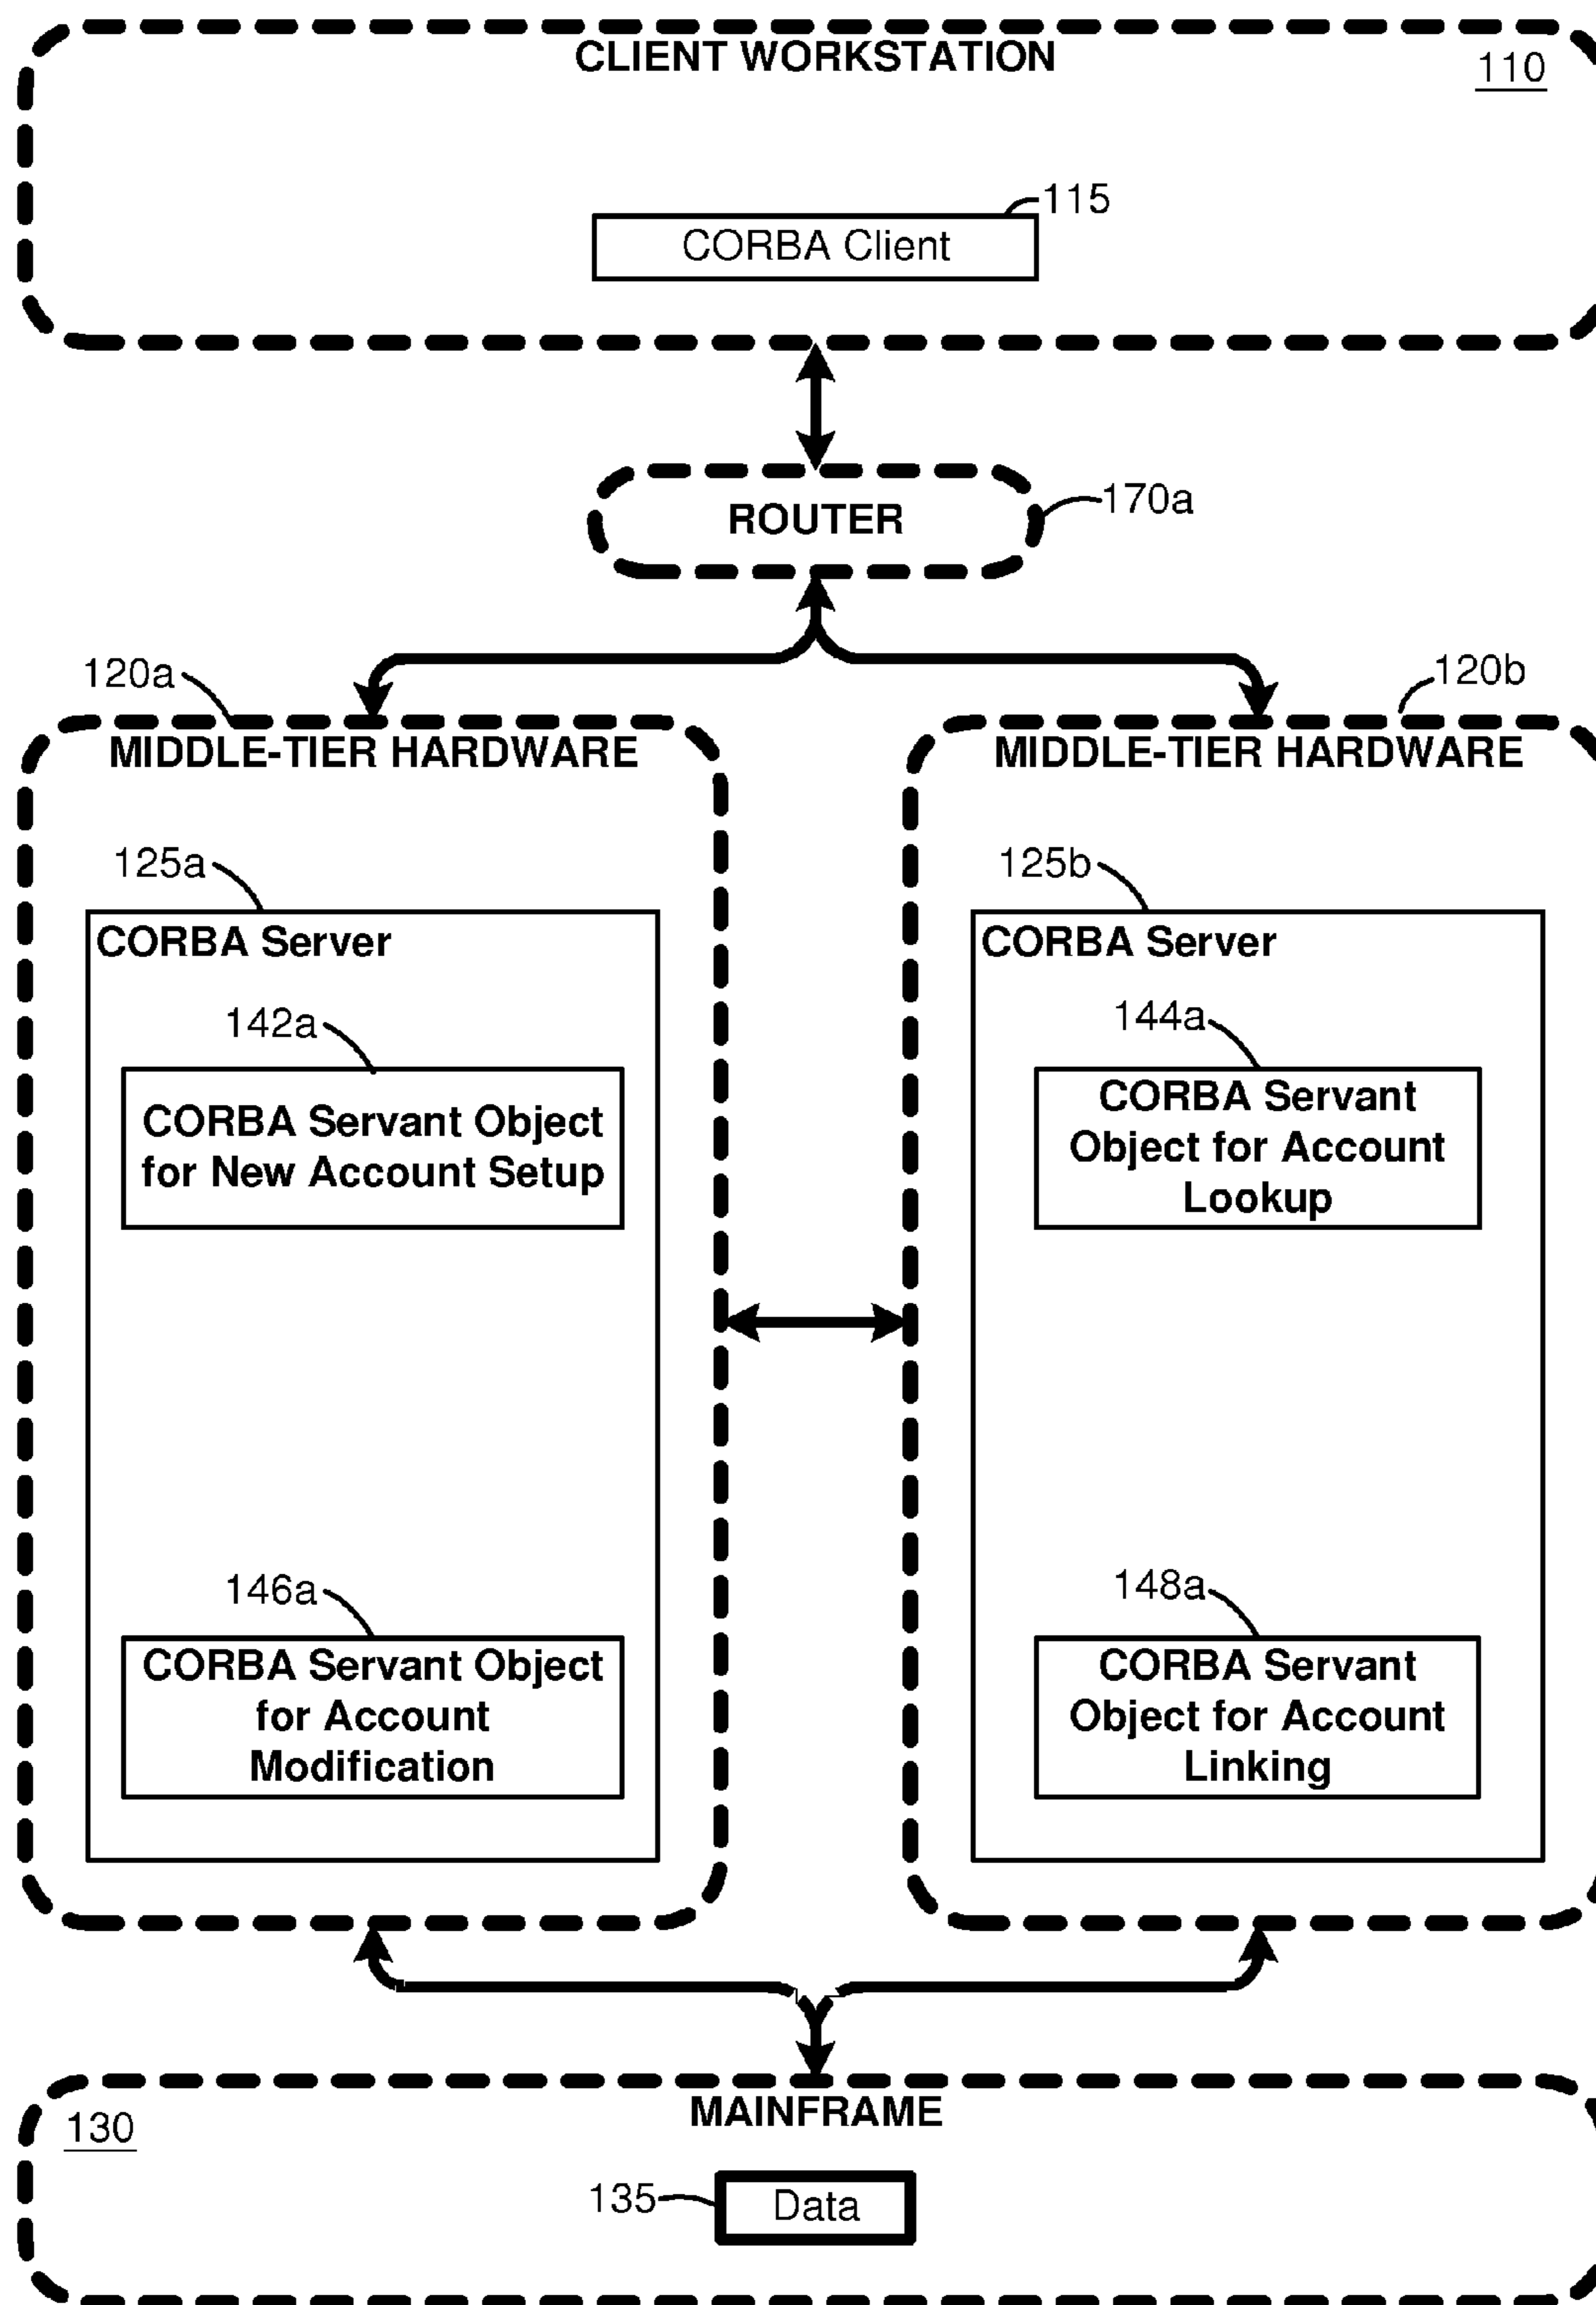 CLIENT WORKSTATION
110
115
CORBA Client
ROUTER
170a
120a
120b
MIDDLE-TIER HARDWARE
MIDDLE-TIER HARDWARE
125a
125b
CORBA Server
CORBA Server
142a
144a
CORBA Servant Object
for New Account Setup
CORBA Servant
Object for Account
Lookup
146a
148a
CORBA Servant Object
for Account
Modification
CORBA Servant
Object for Account
Linking
MAINFRAME
130
135
Data